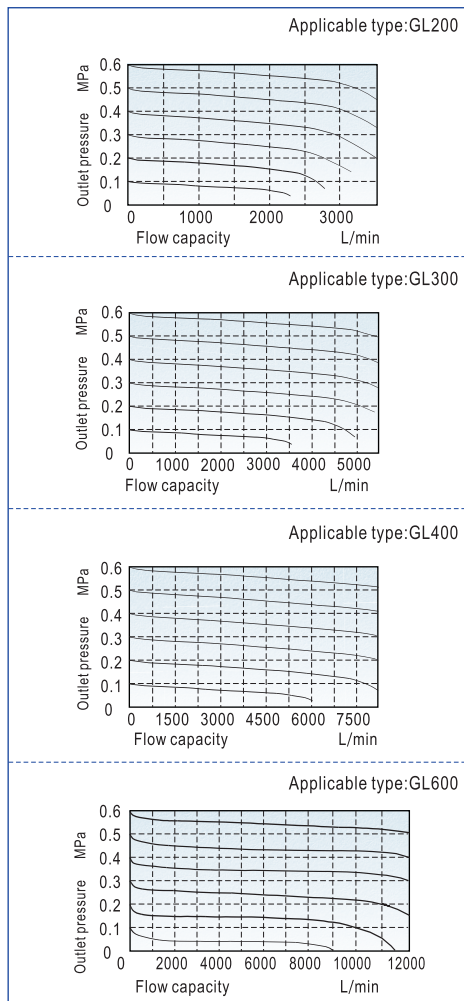 Applicable type:GL200
MPa
Outlet pressure
0.6
0.5
0.4
0.3
0.2
0.1
0
0 1000 2000 3000
Flow capacity L/min
Applicable type:GL300
MPa
Outlet pressure
0.6
0.5
0.4
0.3
0.2
0.1
0
0 1000 2000 3000 4000 5000
Flow capacity L/min
Applicable type:GL400
MPa
Outlet pressure
0.6
0.5
0.4
0.3
0.2
0.1
0
0 1500 3000 4500 6000 7500
Flow capacity L/min
Applicable type:GL600
MPa
Outlet pressure
0.6
0.5
0.4
0.3
0.2
0.1
0 2000 4000 6000 8000 10000 12000
Flow capacity L/min